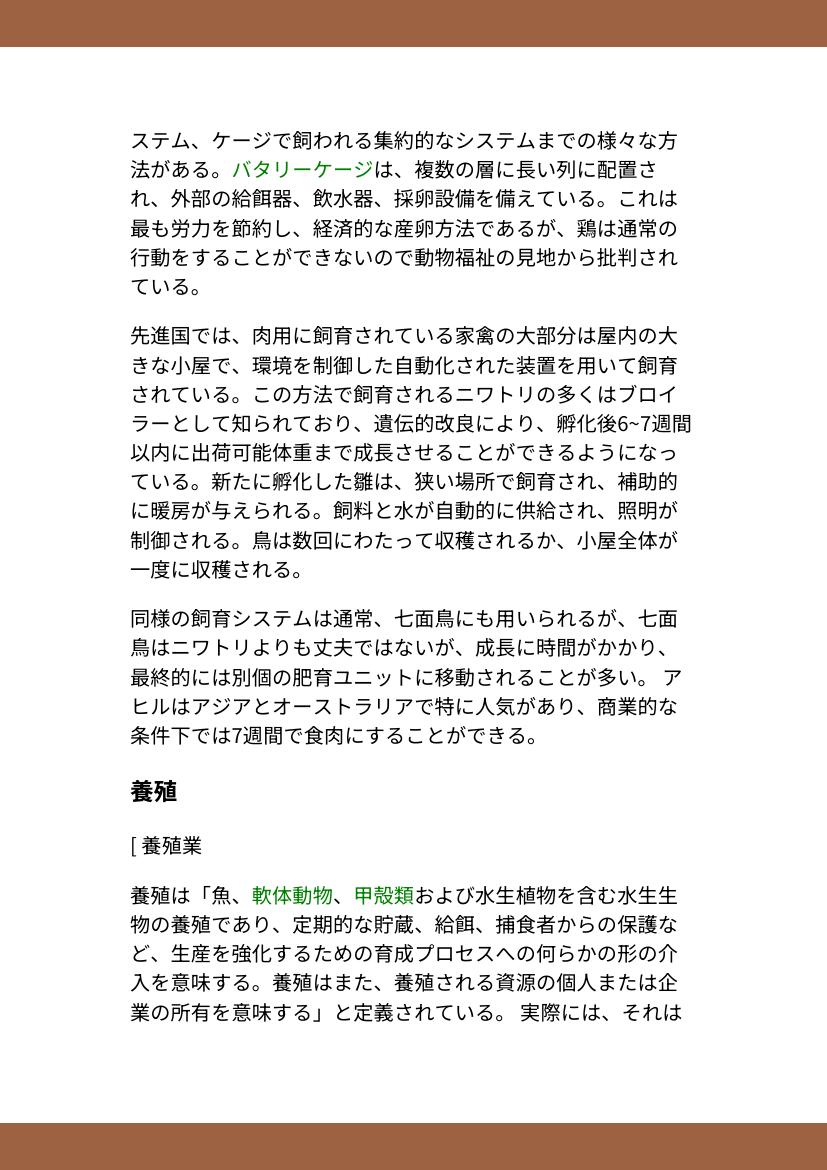 ステム、ケージで飼われる集約的なシステムまでの様々な方
法がある。バタリーケージは、複数の層に長い列に配置さ
れ、外部の給餌器、飲水器、採卵設備を備えている。これは
最も労力を節約し、経済的な産卵方法であるが、鶏は通常の
行動をすることができないので動物福祉の見地から批判され
ている。
先進国では、肉用に飼育されている家禽の大部分は屋内の大
きな小屋で、環境を制御した自動化された装置を用いて飼育
されている。この方法で飼育されるニワトリの多くはブロイ
ラーとして知られており、遺伝的改良により、孵化後6~7週間
以内に出荷可能体重まで成長させることができるようになっ
ている。新たに孵化した雛は、狭い場所で飼育され、補助的
に暖房が与えられる。飼料と水が自動的に供給され、照明が
制御される。鳥は数回にわたって収穫されるか、小屋全体が
一度に収穫される。
同様の飼育システムは通常、七面鳥にも用いられるが、七面
鳥はニワトリよりも丈夫ではないが、成長に時間がかかり、
最終的には別個の肥育ユニットに移動されることが多い。 ア
ヒルはアジアとオーストラリアで特に人気があり、商業的な
条件下では7週間で食肉にすることができる。
養殖
[ 養殖業
養殖は「魚、軟体動物、甲殻類および水生植物を含む水生生
物の養殖であり、定期的な貯蔵、給餌、捕食者からの保護な
ど、生産を強化するための育成プロセスへの何らかの形の介
入を意味する。養殖はまた、養殖される資源の個人または企
業の所有を意味する」と定義されている。 実際には、それは